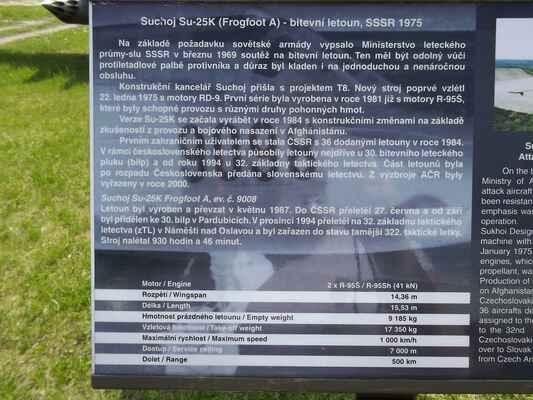 Suchoj Su-25K (Frogfoot A) - bitevní letoun, SSSR 1975
Na základě požadavku sovětské armády vypsalo Ministerstvo leteckého
průmy-slu SSSR v březnu 1969 soutěž na bitevní letoun. Ten měl být odolný vůči
protiletadlové palbě protivníka a důraz byl kladen i na jednoduchou a nenáročnou
obsluhu.
Konstrukční kancelář Suchoj přišla s projektem T8. Nový stroj poprvé vzlétl
22. ledna 1975 s motory RD-9. První série byla vyrobena v roce 1981 již s motory R-95Š,
které byly schopné provozu s různými druhy pohonných hmot.
Verze Su-25K se začala vyrábět v roce 1984 s konstrukčními změnami na základě
zkušeností z provozu a bojového nasazení v Afghánistánu.
Prvním zahraničním uživatelem se stala ČSSR s 36 dodanými letouny v roce 1984.
V rámci československého letectva působily letouny nejdříve u 30. bitevního leteckého
pluku (bilp) a od roku 1994 u 32. základny taktického letectva. Část letounů byla
po rozpadu Československa předána slovenskému letectvu. Z výzbroje AČR byly
vyřazeny v roce 2000.
Suchoj Su-25K Frogfoot A, ev. č. 9008
Letoun byl vyroben a převzat v květnu 1987. Do ČSSR přeletěl 27. června a od září
byl přidělen ke 30. bilp v Pardubicích. V prosinci 1994 přeletěl na 32. základnu taktického
letectva (zTL) v Náměšti nad Oslavou a byl zařazen do stavu tamější 322. taktické letky.
Stroj nalétal 930 hodin a 46 minut.
Motor / Engine 2 x R-95Š / R-95Sh (41 kN)
Rozpětí / Wingspan 14,36 m
Délka / Length 15,53 m
Hmotnost prázdného letounu / Empty weight 9 185 kg
Vzletová hmotnost / Take-off weight 17 350 kg
Maximální rychlost / Maximum speed 1 000 km/h
Dostup / Service ceiling 7 000 m
Dolet / Range 500 km
Su
Atta
On the b
Ministry of A
attack aircraft
been resistant
emphasis was
operation.
Sukhoi Design
machine with
January 1975
engines, whic
propellant, wa
Production of
on Afghanistan
Czechoslovaki
36 aircrafts de
assigned to the
to the 32nd
Czechoslovaki
over to Slovak
from Czech Ar